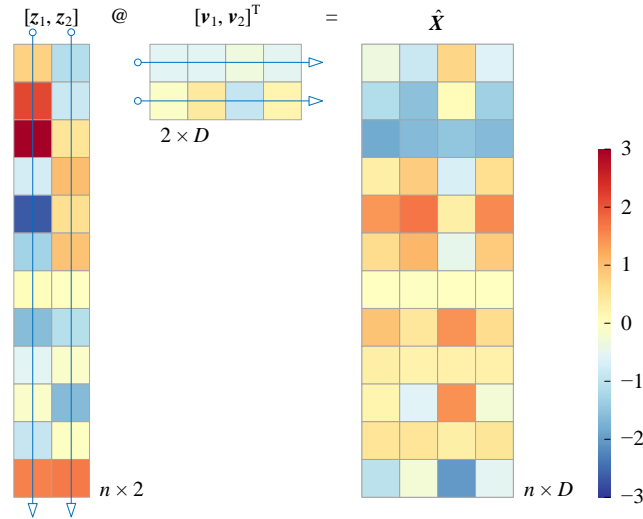 [z₁, z₂] @ [v₁, v₂]ᵀ = X̂
2 × D
n × 2
n × D
3
2
1
0
−1
−2
−3